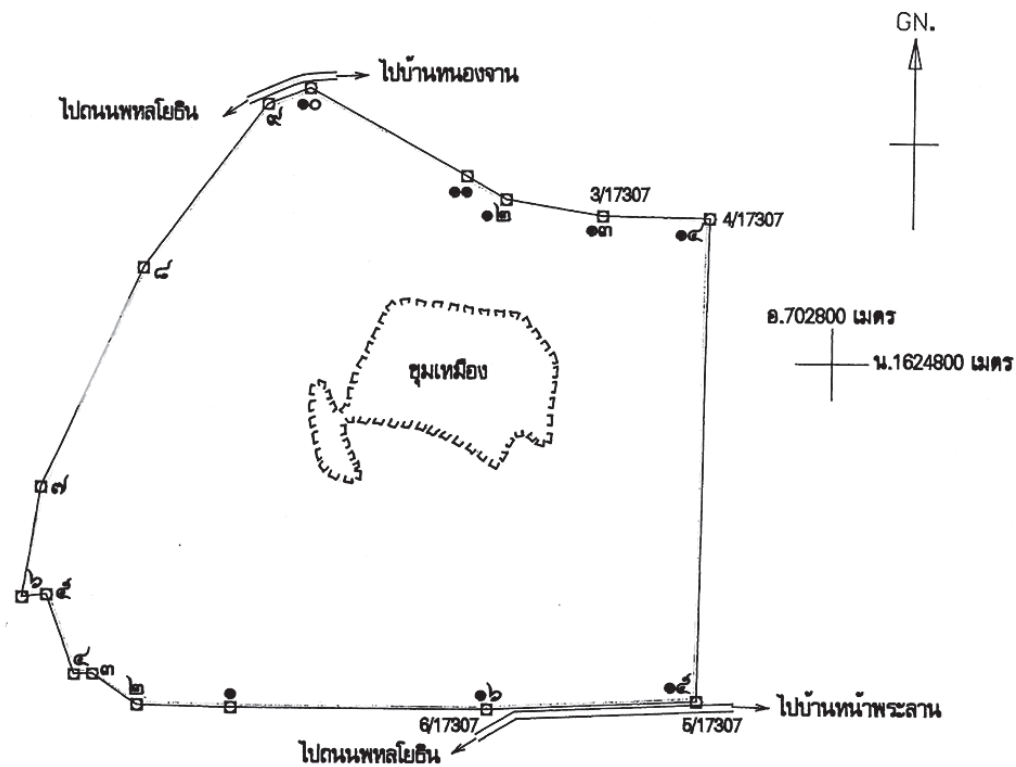 GN.
ไปบ้านหนองจาน
ไปถนนพหลโยธิน
๙
๑๐
๑๑
๑๒
3/17307
๑๓
๑๔
4/17307
๘
อ.702800 เมตร
น.1624800 เมตร
ขุมเหมือง
๗
๖
๕
๔
๓
๒
๑
๑๖
6/17307
๑๕
5/17307
ไปบ้านหน้าพระลาน
ไปถนนพหลโยธิน